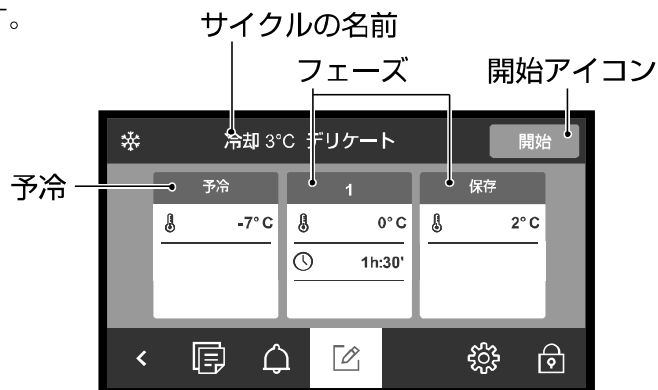 。
サイクルの名前
フェーズ
開始アイコン
冷却 3°C デリケート
開始
予冷
予冷
1
保存
-7°C
0°C
2°C
1h:30'